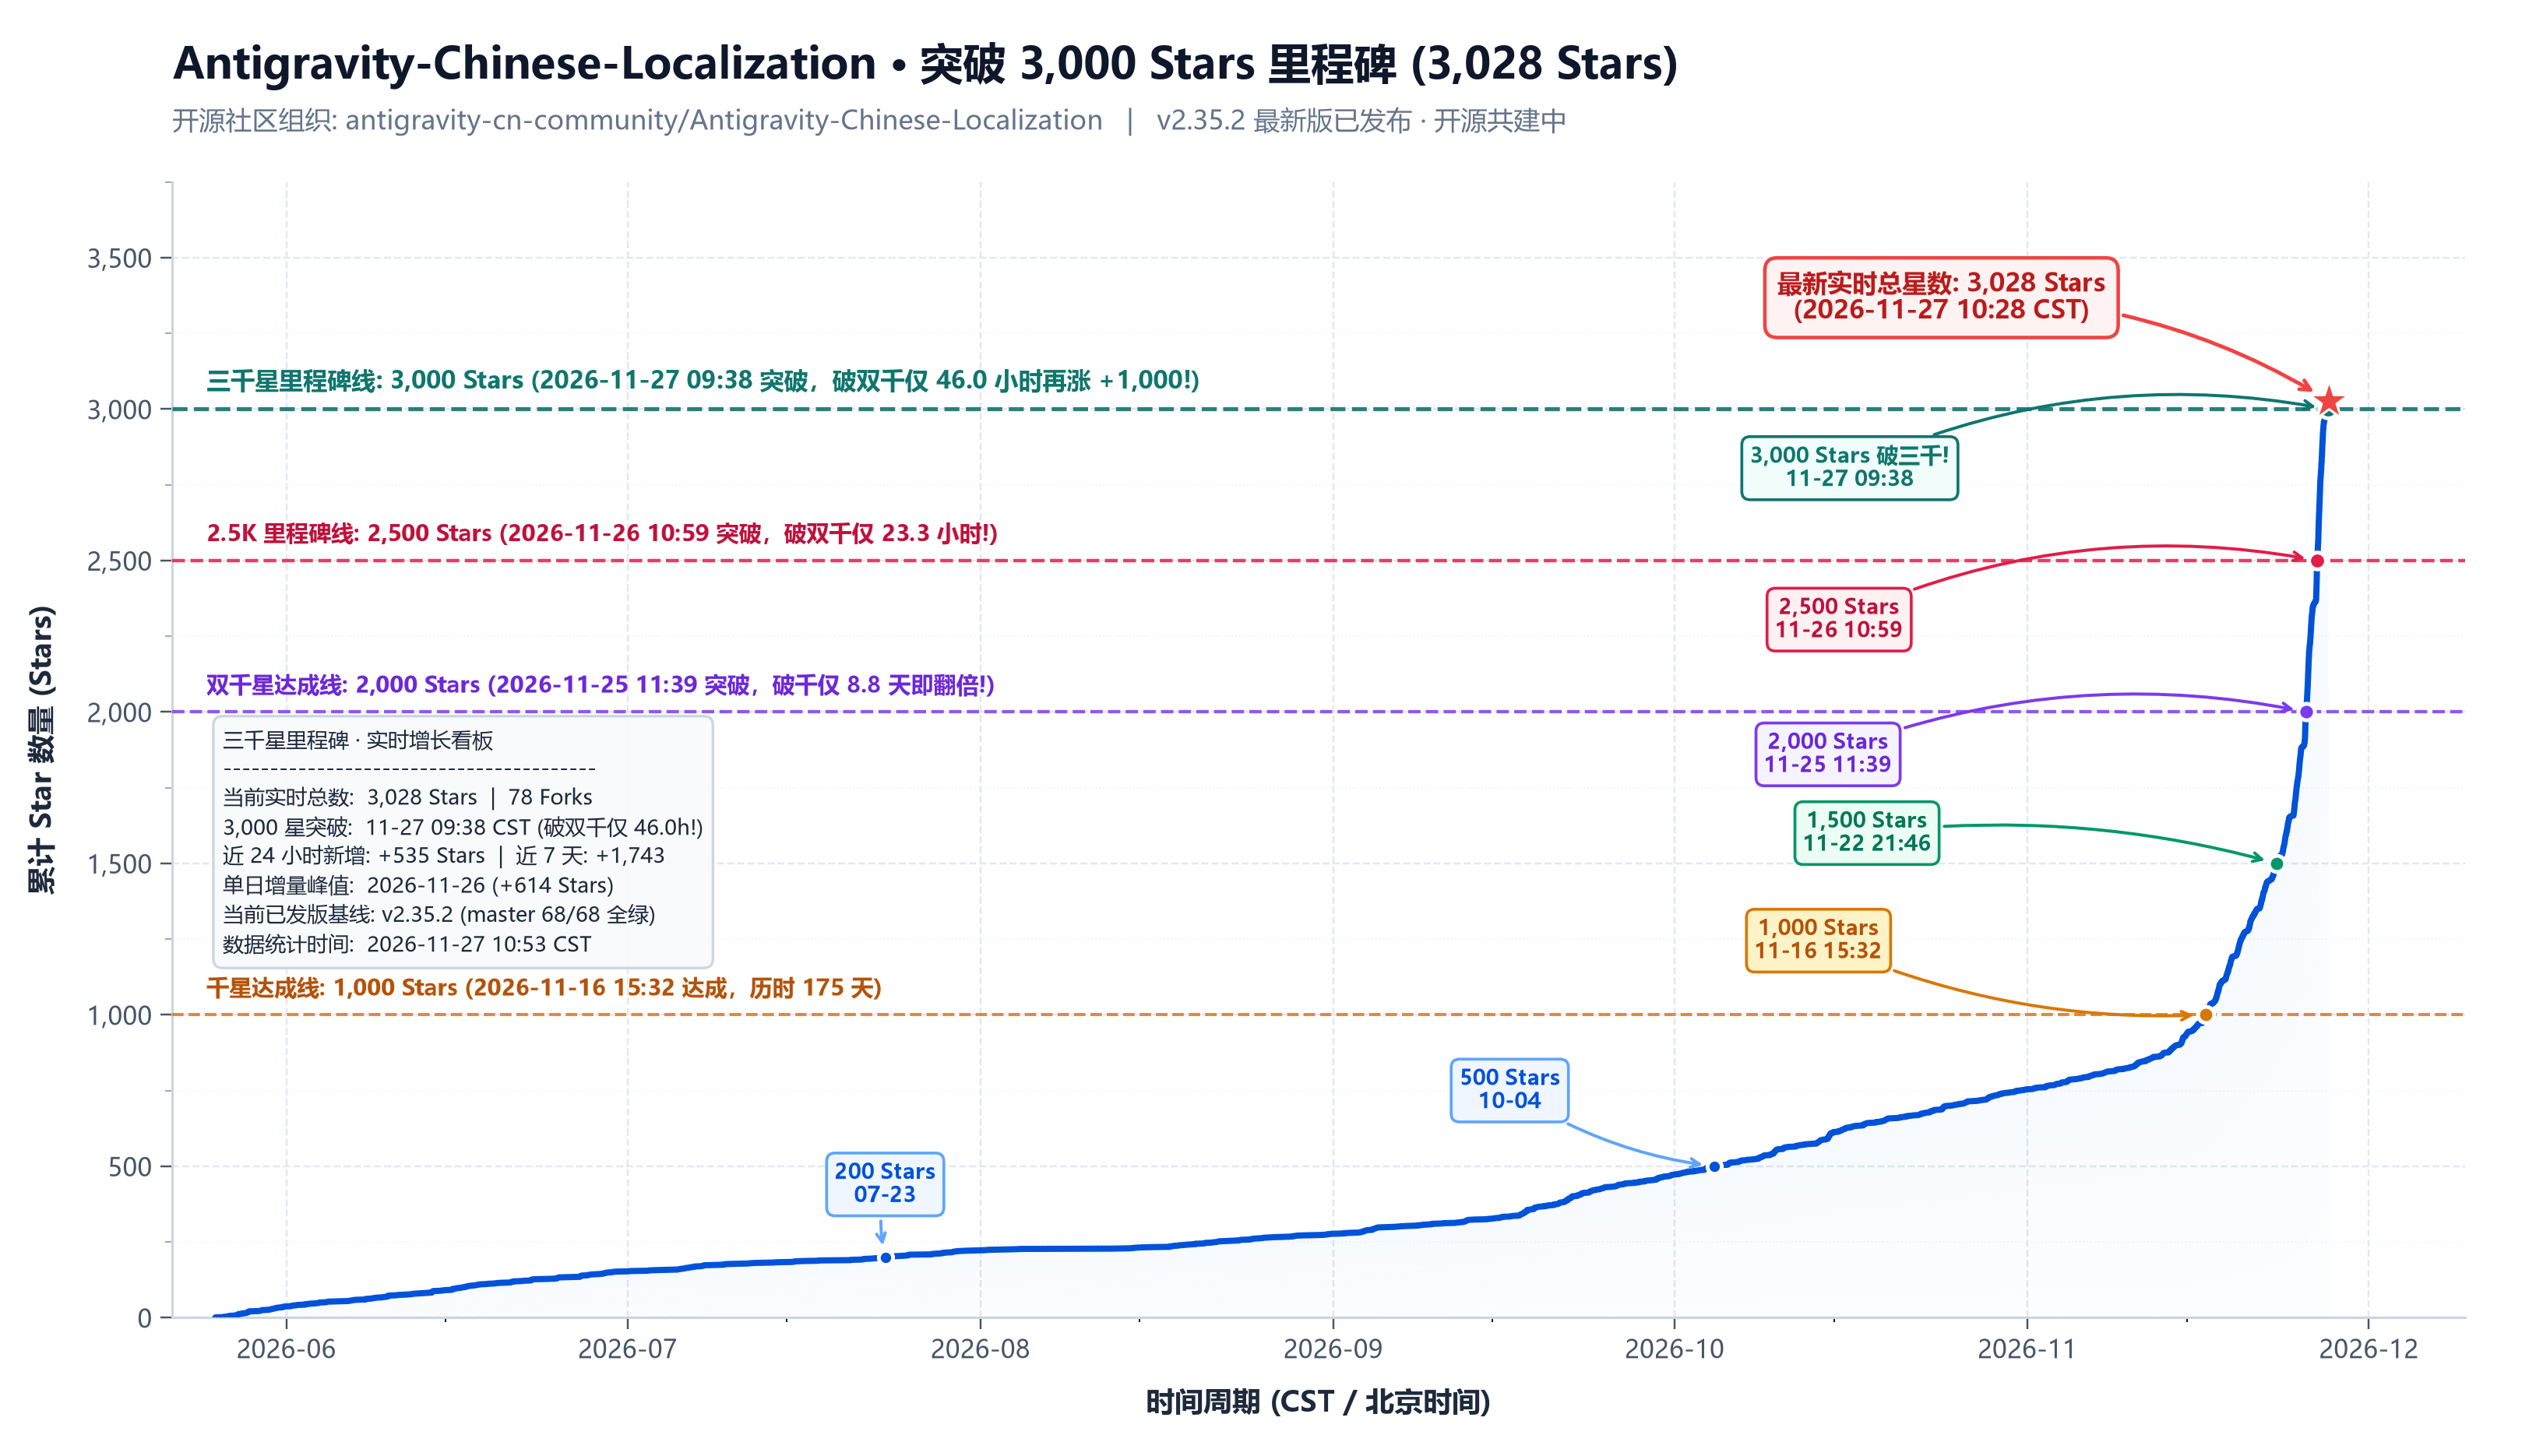 Antigravity-Chinese-Localization • 突破 3,000 Stars 里程碑 (3,028 Stars)
开源社区组织: antigravity-cn-community/Antigravity-Chinese-Localization | v2.35.2 最新版已发布 · 开源共建中
累计 Star 数量 (Stars)
3,500
3,000
2,500
2,000
1,500
1,000
500
0
最新实时总星数: 3,028 Stars
(2026-11-27 10:28 CST)
三千星里程碑线: 3,000 Stars (2026-11-27 09:38 突破，破双千仅 46.0 小时再涨 +1,000!)
3,000 Stars 破三千!
11-27 09:38
2.5K 里程碑线: 2,500 Stars (2026-11-26 10:59 突破，破双千仅 23.3 小时!)
2,500 Stars
11-26 10:59
双千星达成线: 2,000 Stars (2026-11-25 11:39 突破，破千仅 8.8 天即翻倍!)
2,000 Stars
11-25 11:39
三千星里程碑 · 实时增长看板
----------------------------------------
当前实时总数: 3,028 Stars | 78 Forks
3,000 星突破: 11-27 09:38 CST (破双千仅 46.0h!)
近 24 小时新增: +535 Stars | 近 7 天: +1,743
单日增量峰值: 2026-11-26 (+614 Stars)
当前已发版基线: v2.35.2 (master 68/68 全绿)
数据统计时间: 2026-11-27 10:53 CST
1,500 Stars
11-22 21:46
1,000 Stars
11-16 15:32
千星达成线: 1,000 Stars (2026-11-16 15:32 达成，历时 175 天)
500 Stars
10-04
200 Stars
07-23
2026-06
2026-07
2026-08
2026-09
2026-10
2026-11
2026-12
时间周期 (CST / 北京时间)